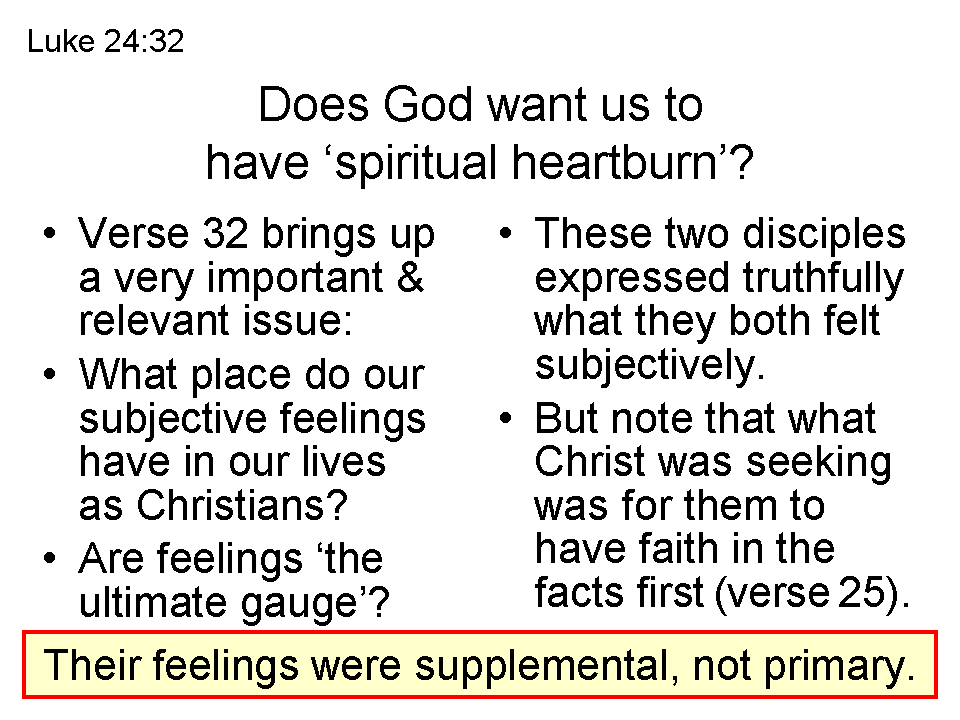 Luke 24:32
Does God want us to
have ‘spiritual heartburn’?
• Verse 32 brings up
a very important &
relevant issue:
• What place do our
subjective feelings
have in our lives
as Christians?
• Are feelings ‘the
ultimate gauge’?
• These two disciples
expressed truthfully
what they both felt
subjectively.
• But note that what
Christ was seeking
was for them to
have faith in the
facts first (verse 25).
Their feelings were supplemental, not primary.